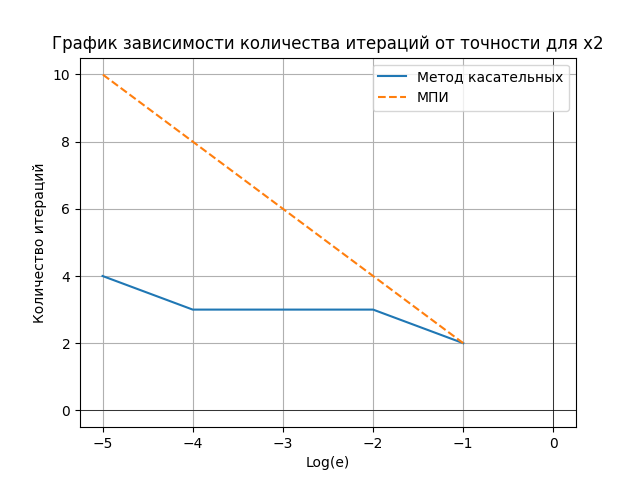 График зависимости количества итераций от точности для x2
Метод касательных
МПИ
Количество итераций
10
8
6
4
2
0
−5
−4
−3
−2
−1
0
Log(e)